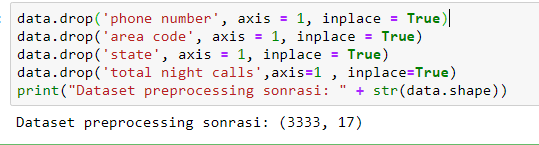 data.drop('phone number', axis = 1, inplace = True)
data.drop('area code', axis = 1, inplace = True)
data.drop('state', axis = 1, inplace = True)
data.drop('total night calls',axis=1 , inplace=True)
print("Dataset preprocessing sonrasi: " + str(data.shape))
Dataset preprocessing sonrasi: (3333, 17)